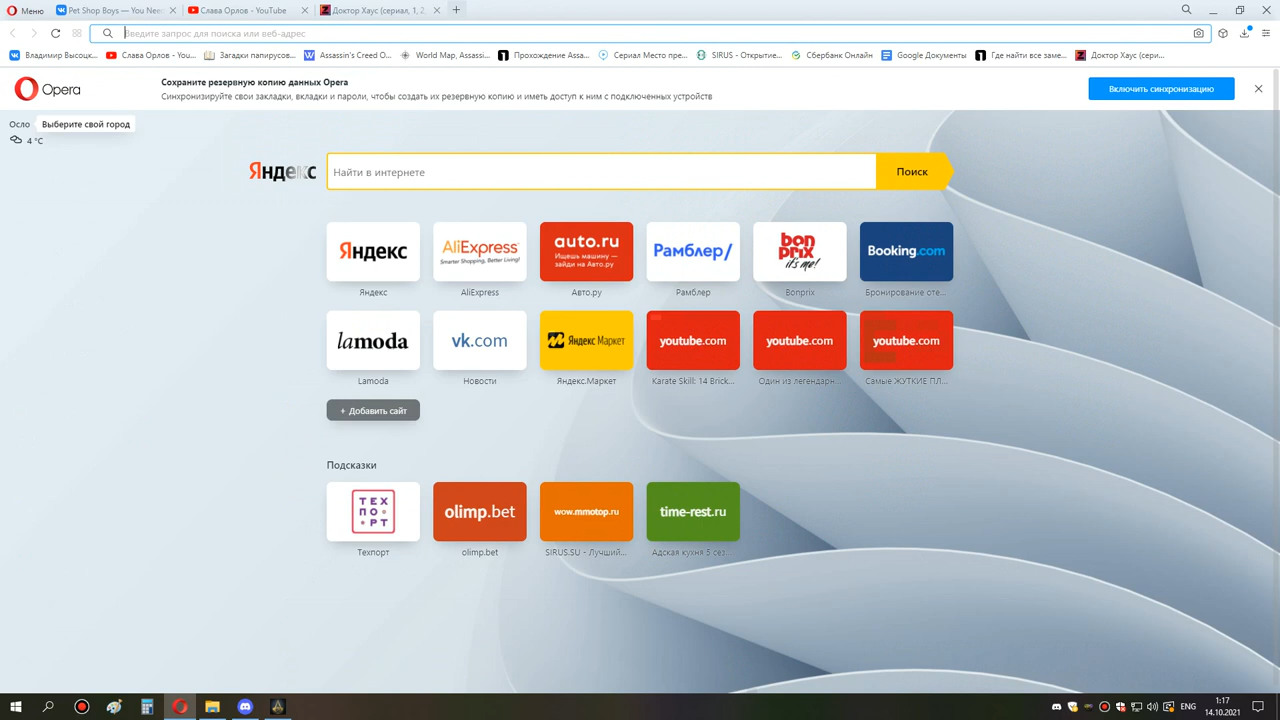 Меню
Pet Shop Boys — You Nee
Слава Орлов - YouTube
Доктор Хаус (сериал, 1, 2,
Введите запрос для поиска или веб-адрес
Владимир Высоцк...
Слава Орлов - You...
Загадки папирусов...
Assassin's Creed O...
World Map, Assassi...
Прохождение Assa...
Сериал Место пре...
SIRUS - Открытие...
Сбербанк Онлайн
Google Документы
Где найти все заме...
Доктор Хаус (сери...
Opera
Сохраните резервную копию данных Opera
Синхронизируйте свои закладки, вкладки и пароли, чтобы создать их резервную копию и иметь доступ к ним с подключенных устройств
Включить синхронизацию
Осло
Выберите свой город
4 °C
Яндекс
Найти в интернете
Поиск
Яндекс
AliExpress
Smarter Shopping, Better Living!
auto.ru
Ищешь машину —
зайди на Авто.ру
Рамблер/
bon
prix
it's me!
Booking.com
Яндекс
AliExpress
Авто.ру
Рамблер
Bonprix
Бронирование оте...
lamoda
vk.com
Яндекс Маркет
youtube.com
youtube.com
youtube.com
Lamoda
Новости
Яндекс.Маркет
Karate Skill: 14 Brick...
Один из легендарн...
Самые ЖУТКИЕ ПЛ...
+ Добавить сайт
Подсказки
ТЕХ
ПО
РТ
olimp.bet
wow.mmotop.ru
time-rest.ru
Техпорт
olimp.bet
SIRUS.SU - Лучший...
Адская кухня 5 сез...
ENG
1:17
14.10.2021